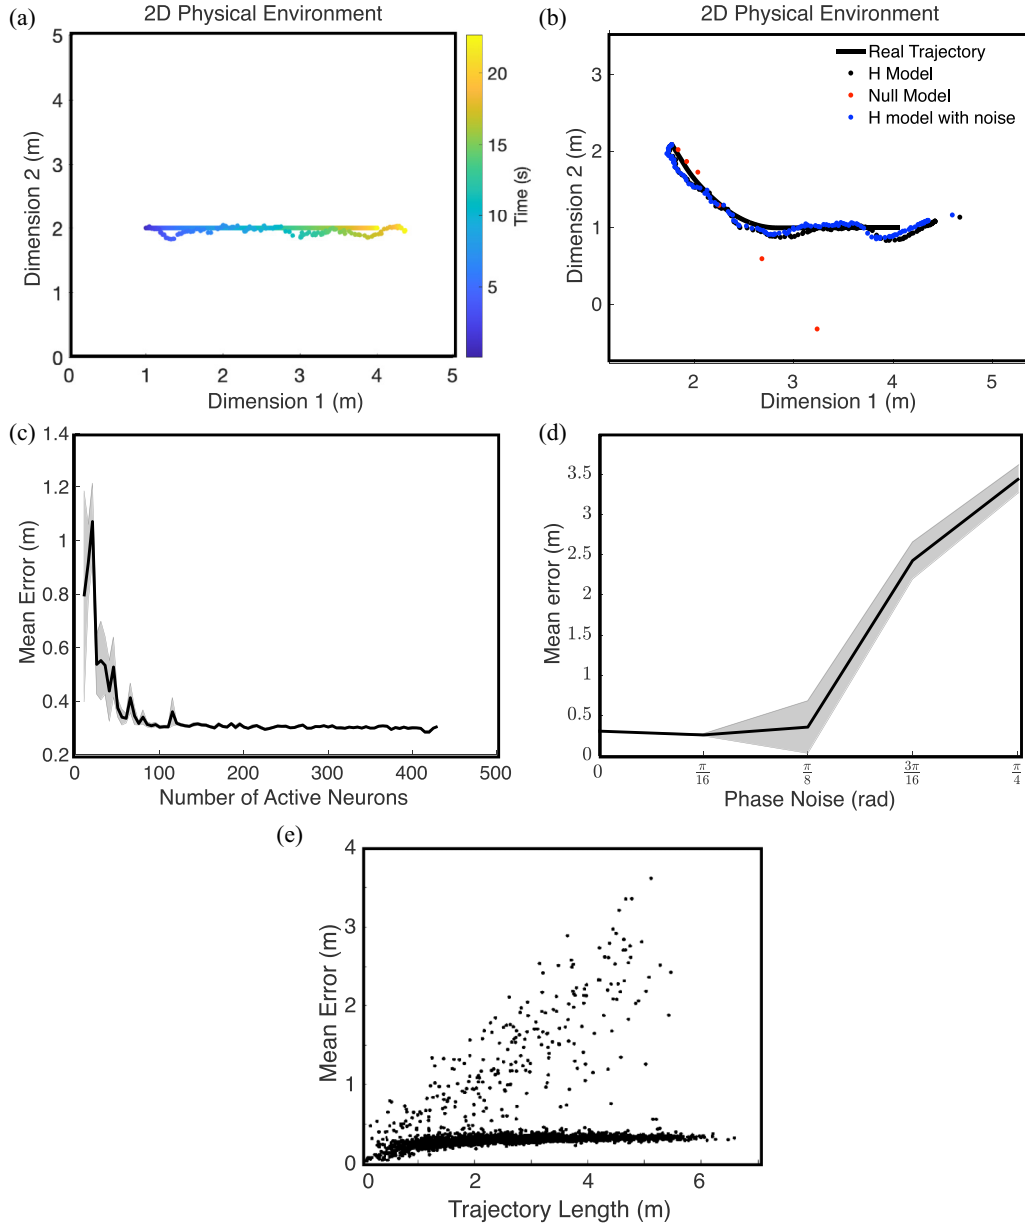 (a)
2D Physical Environment
5
4
3
2
1
0
Dimension 2 (m)
0
1
2
3
4
5
Dimension 1 (m)
20
15
10
5
Time (s)
(b)
2D Physical Environment
Real Trajectory
H Model
Null Model
H model with noise
3
2
1
0
Dimension 2 (m)
2
3
4
5
Dimension 1 (m)
(c)
1.4
1.2
1
0.8
0.6
0.4
0.2
Mean Error (m)
0
100
200
300
400
500
Number of Active Neurons
(d)
3.5
3
2.5
2
1.5
1
0.5
0
Mean error (m)
0
π/16
π/8
3π/16
π/4
Phase Noise (rad)
(e)
4
3
2
1
0
Mean Error (m)
0
2
4
6
Trajectory Length (m)